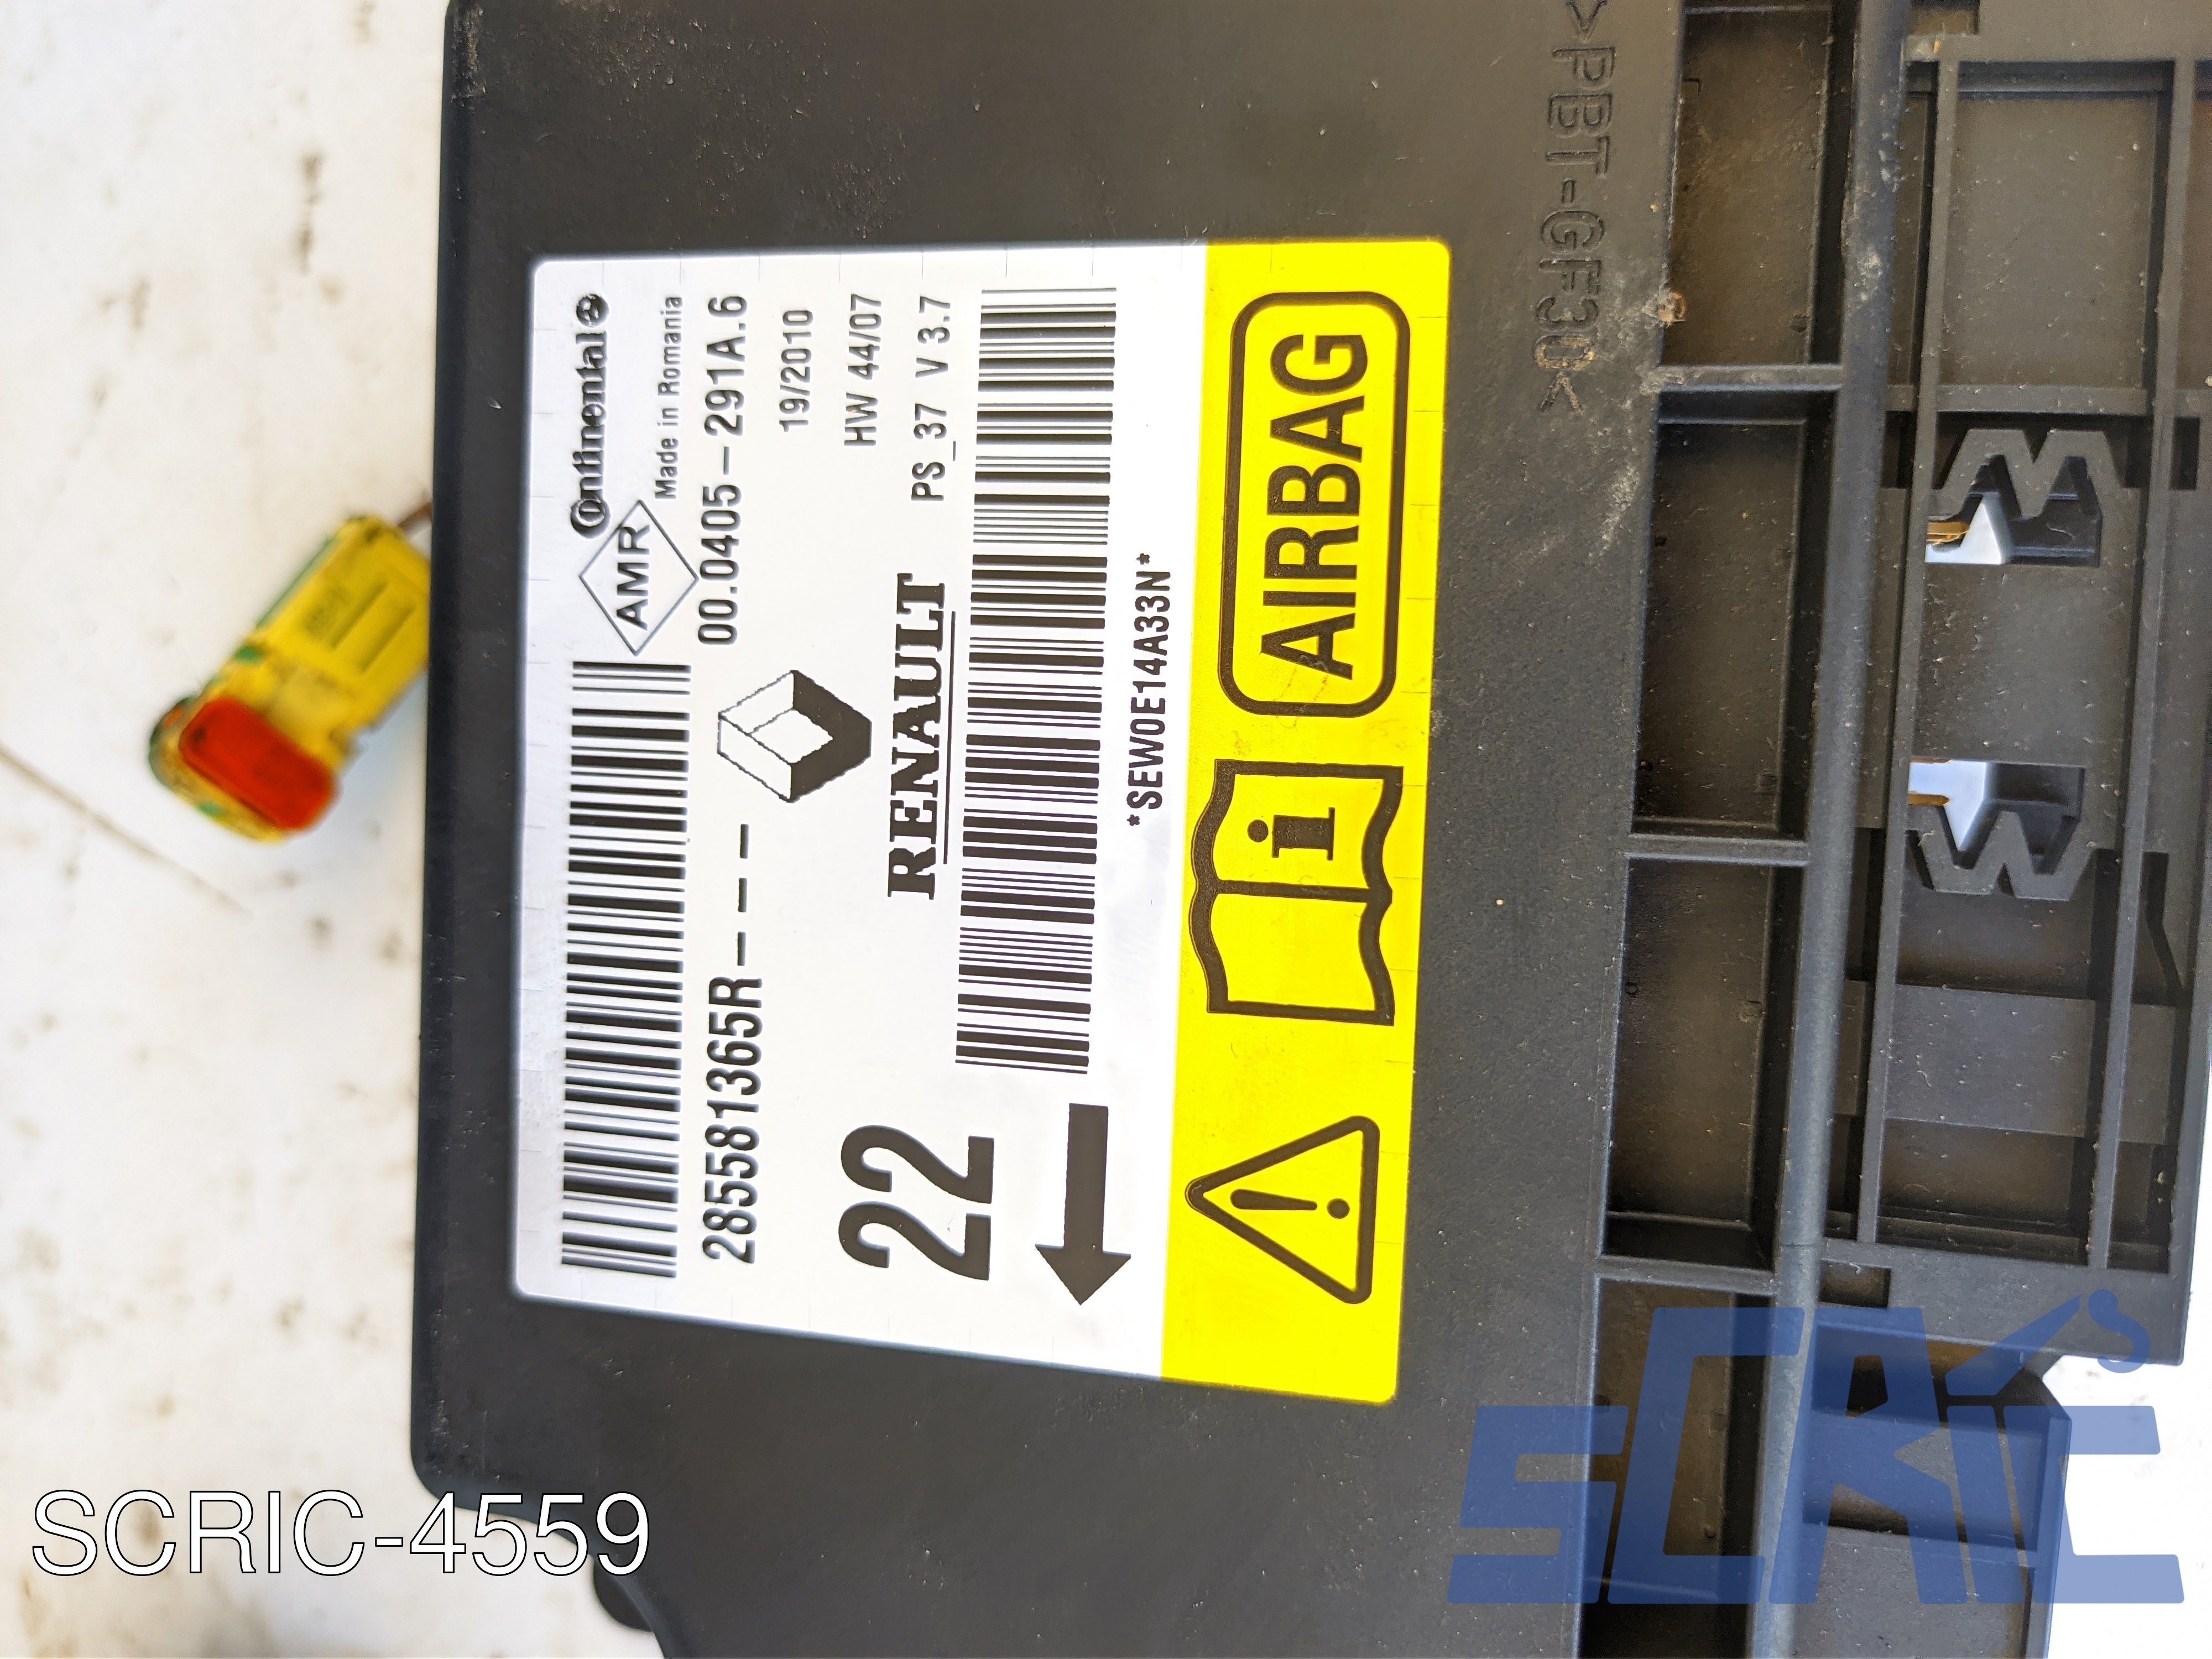 Continental
AMR
Made in Romania
285581365R----
00.0405-291A.6
19/2010
HW 44/07
PS_37 V 3.7
RENAULT
22
*SEW0E14A33N*
AIRBAG
i
>PBT-GF30<
SCRIC-4559
SCRIC